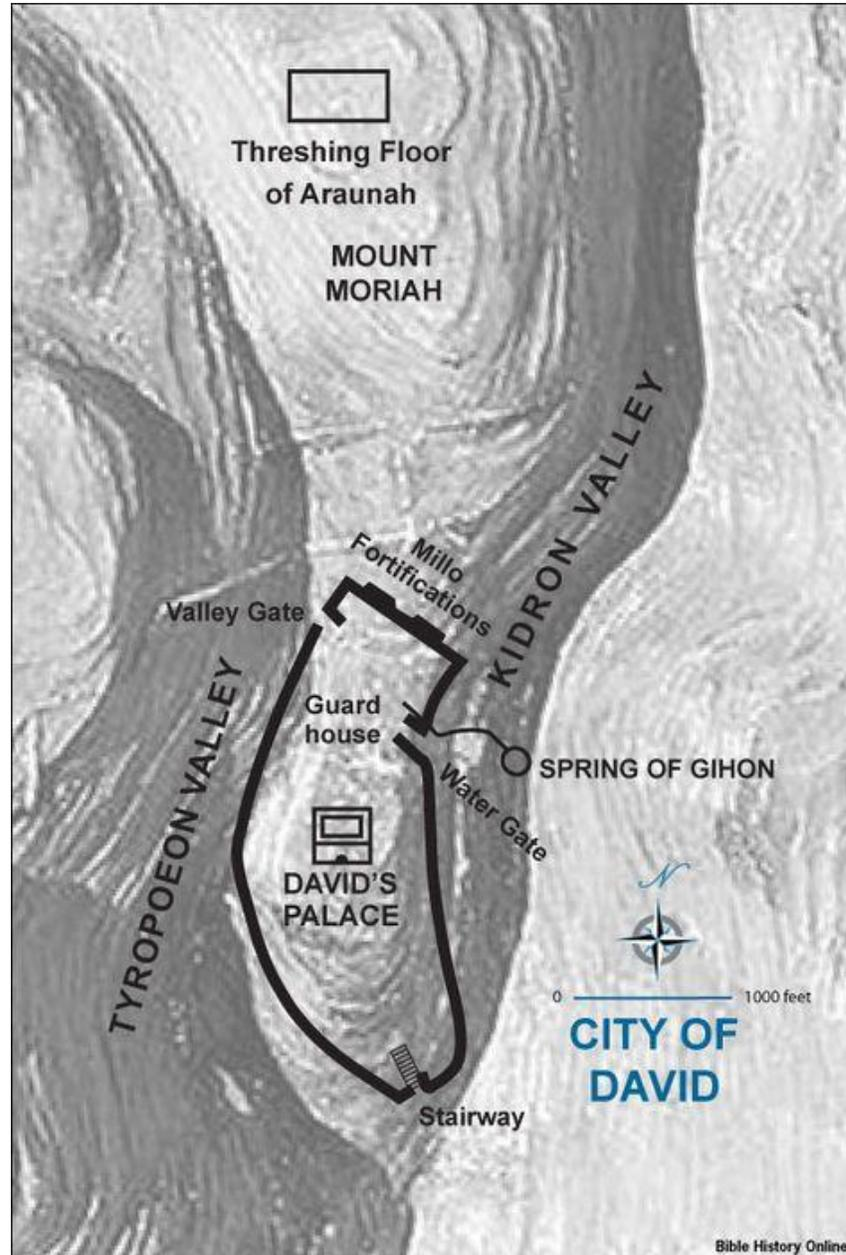 Threshing Floor
of Araunah
MOUNT
MORIAH
KIDRON VALLEY
Millo
Fortifications
Valley Gate
TYROPOEON VALLEY
Guard
house
SPRING OF GIHON
Water Gate
DAVID'S
PALACE
N
0 1000 feet
CITY OF
DAVID
Stairway
Bible History Online